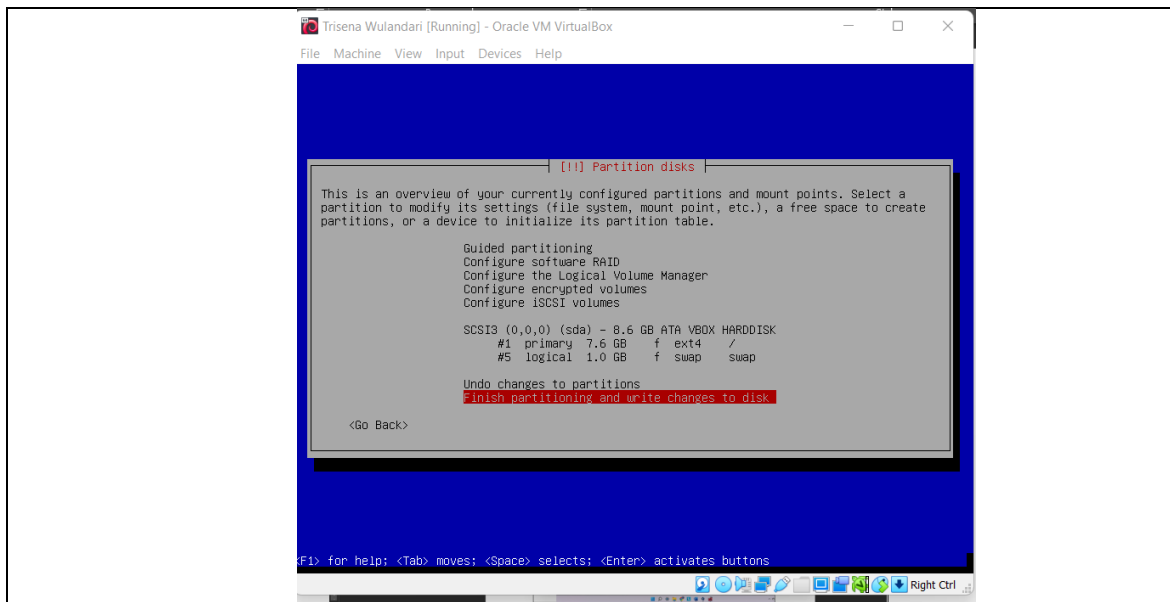 Trisena Wulandari [Running] - Oracle VM VirtualBox
File Machine View Input Devices Help
[!!] Partition disks
This is an overview of your currently configured partitions and mount points. Select a
partition to modify its settings (file system, mount point, etc.), a free space to create
partitions, or a device to initialize its partition table.
Guided partitioning
Configure software RAID
Configure the Logical Volume Manager
Configure encrypted volumes
Configure iSCSI volumes
SCSI3 (0,0,0) (sda) - 8.6 GB ATA VBOX HARDDISK
#1 primary 7.6 GB f ext4 /
#5 logical 1.0 GB f swap swap
Undo changes to partitions
Finish partitioning and write changes to disk
<Go Back>
<F1> for help; <Tab> moves; <Space> selects; <Enter> activates buttons
Right Ctrl